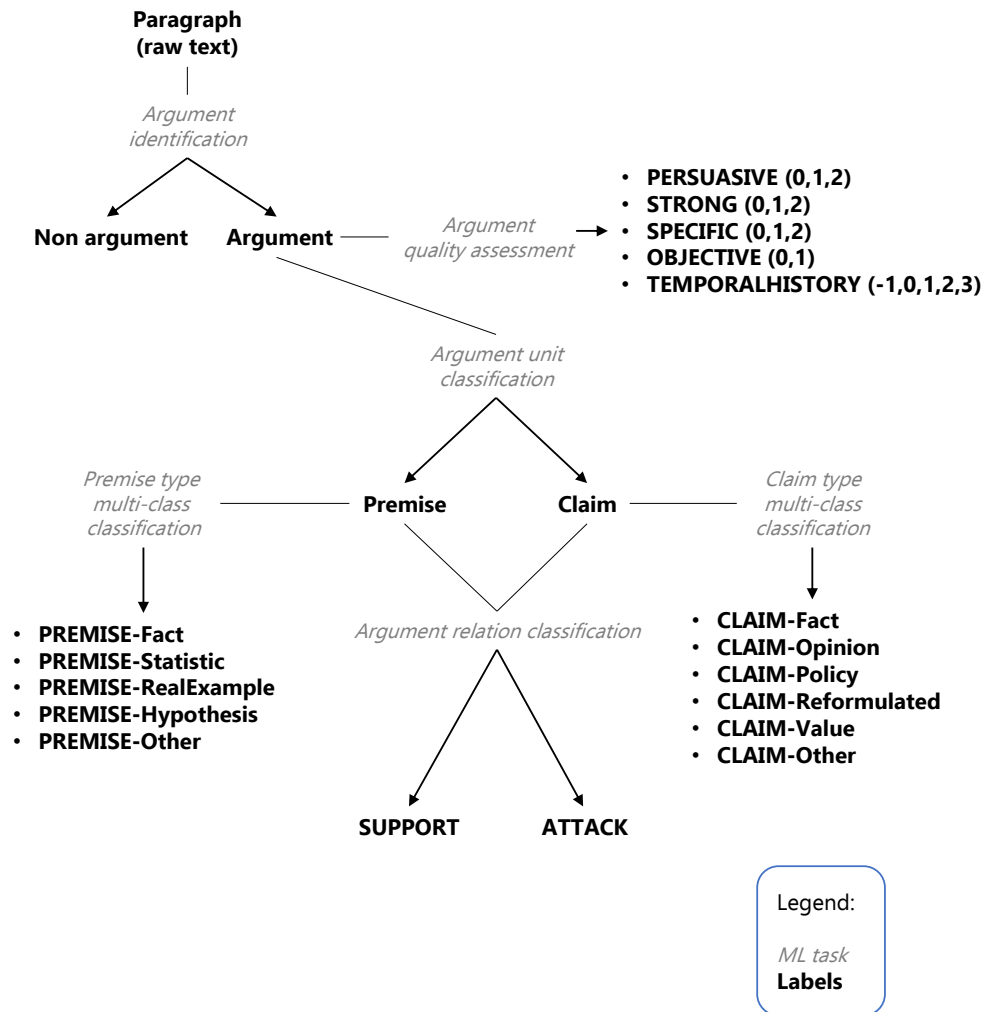 Paragraph
(raw text)
Argument
identification
Non argument
Argument
Argument
quality assessment
• PERSUASIVE (0,1,2)
• STRONG (0,1,2)
• SPECIFIC (0,1,2)
• OBJECTIVE (0,1)
• TEMPORALHISTORY (-1,0,1,2,3)
Argument unit
classification
Premise type
multi-class
classification
Premise
Claim
Claim type
multi-class
classification
• PREMISE-Fact
• PREMISE-Statistic
• PREMISE-RealExample
• PREMISE-Hypothesis
• PREMISE-Other
Argument relation classification
• CLAIM-Fact
• CLAIM-Opinion
• CLAIM-Policy
• CLAIM-Reformulated
• CLAIM-Value
• CLAIM-Other
SUPPORT
ATTACK
Legend:
ML task
Labels